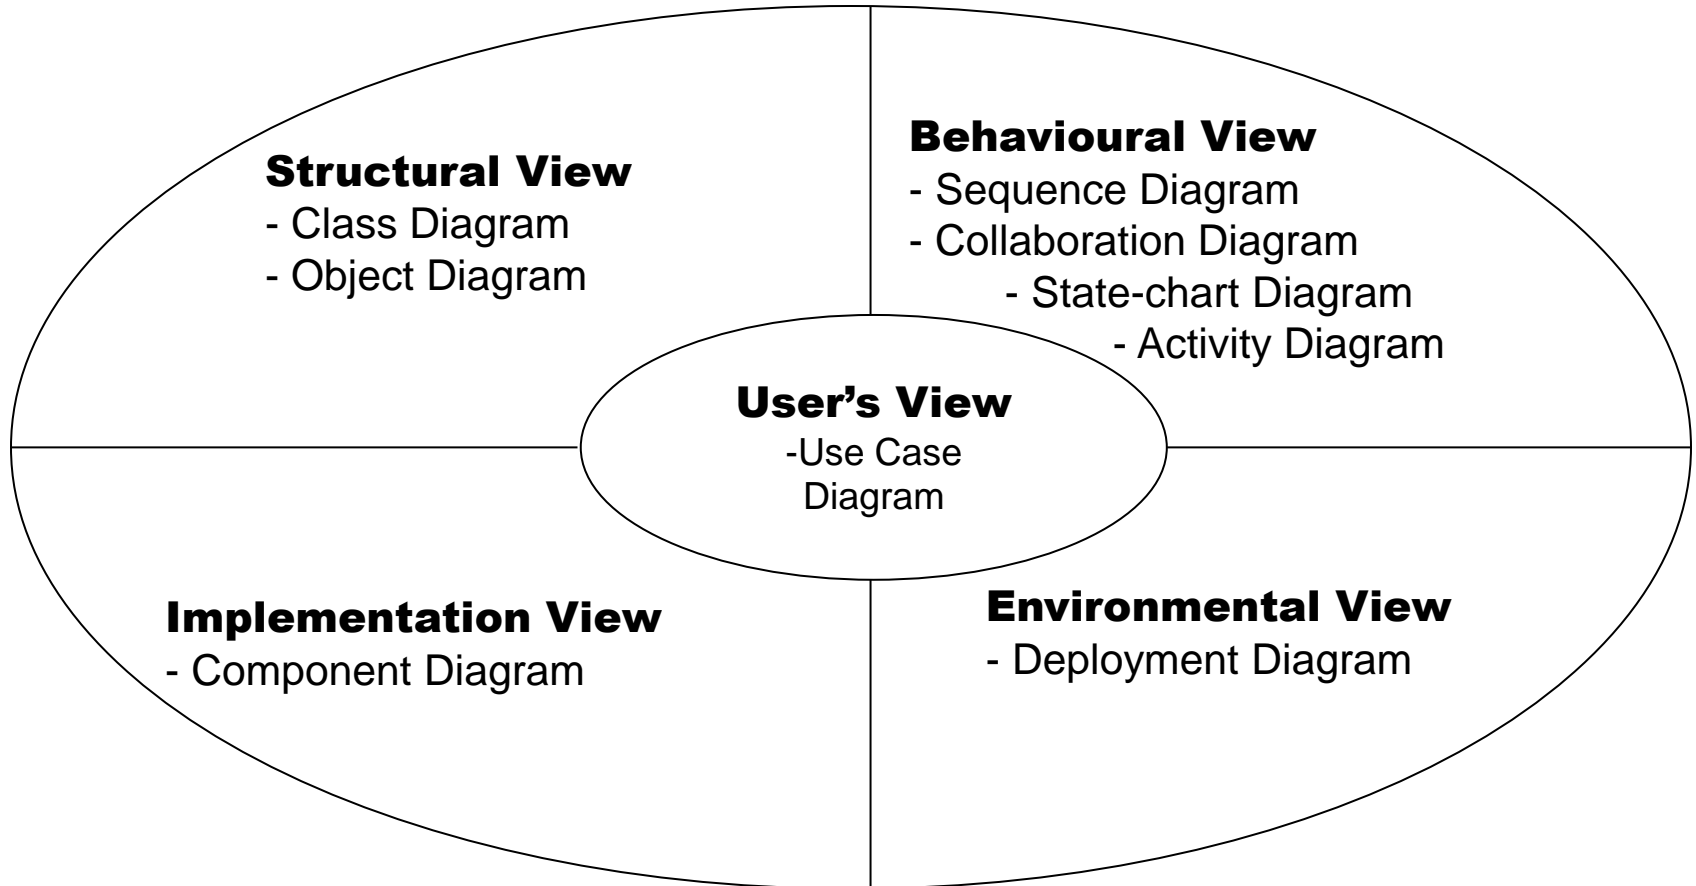 Structural View
- Class Diagram
- Object Diagram
Behavioural View
- Sequence Diagram
- Collaboration Diagram
- State-chart Diagram
- Activity Diagram
User’s View
-Use Case
Diagram
Implementation View
- Component Diagram
Environmental View
- Deployment Diagram